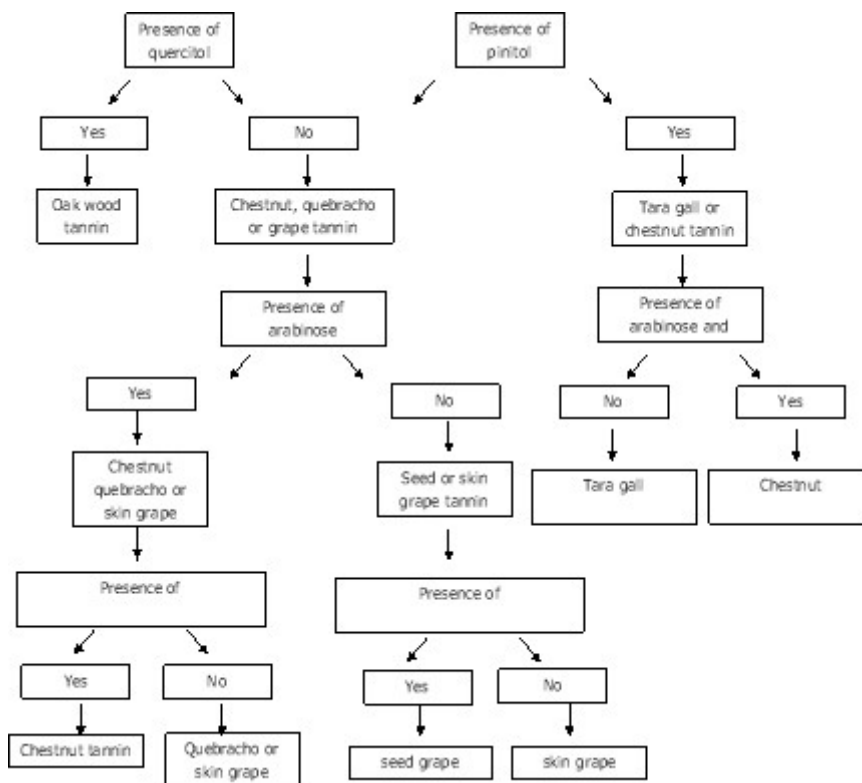 Presence of
quercitol
Presence of
pinitol
Yes
No
Yes
Oak wood
tannin
Chestnut, quebracho
or grape tannin
Tara gall or
chestnut tannin
Presence of
arabinose
Presence of
arabinose and
Yes
No
No
Yes
Chestnut
quebracho or
skin grape
Seed or skin
grape tannin
Tara gall
Chestnut
Presence of
Presence of
Yes
No
Yes
No
Chestnut tannin
Quebracho or
skin grape
seed grape
skin grape